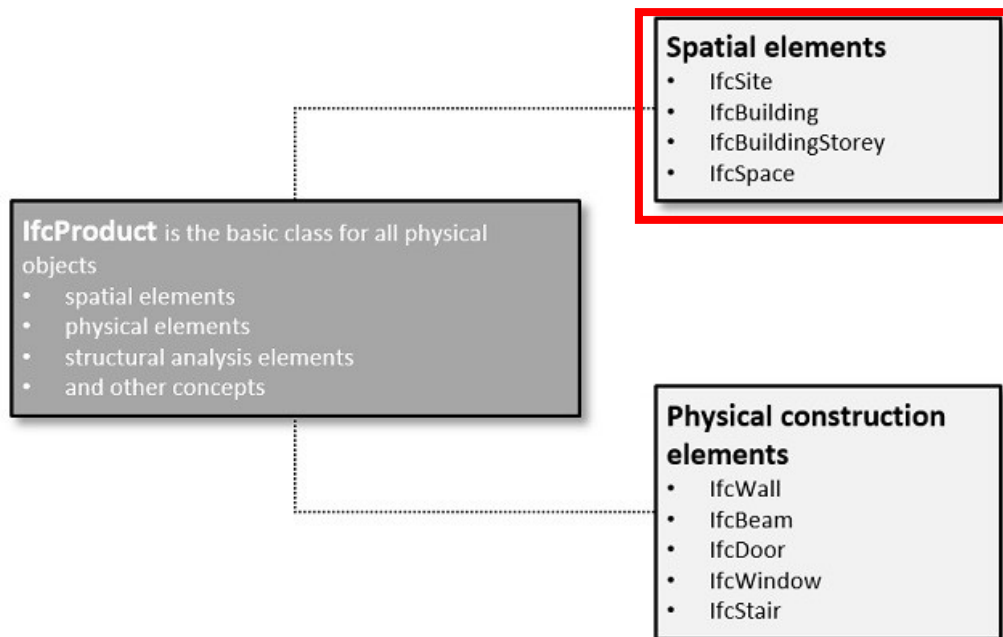 Spatial elements
• IfcSite
• IfcBuilding
• IfcBuildingStorey
• IfcSpace
IfcProduct is the basic class for all physical
objects
• spatial elements
• physical elements
• structural analysis elements
• and other concepts
Physical construction
elements
• IfcWall
• IfcBeam
• IfcDoor
• IfcWindow
• IfcStair